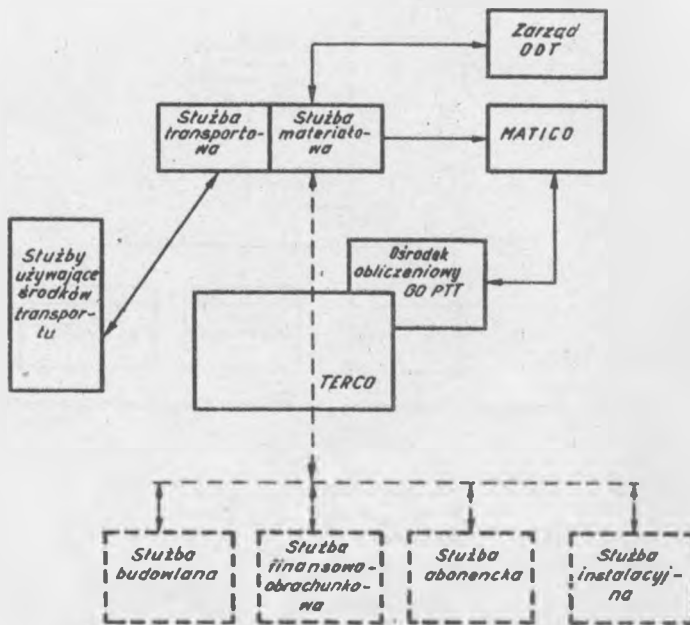 Zarząd
ODT
Służba
transporto-
wa
Służba
materiało-
wa
MATICO
Służby
używające
środków
transpor-
tu
Ośrodek
obliczeniowy
GD PTT
TERCO
Służba
budowlana
Służba
finansowo-
-obrachunko-
wa
Służba
abonencka
Służba
instalacyj-
na